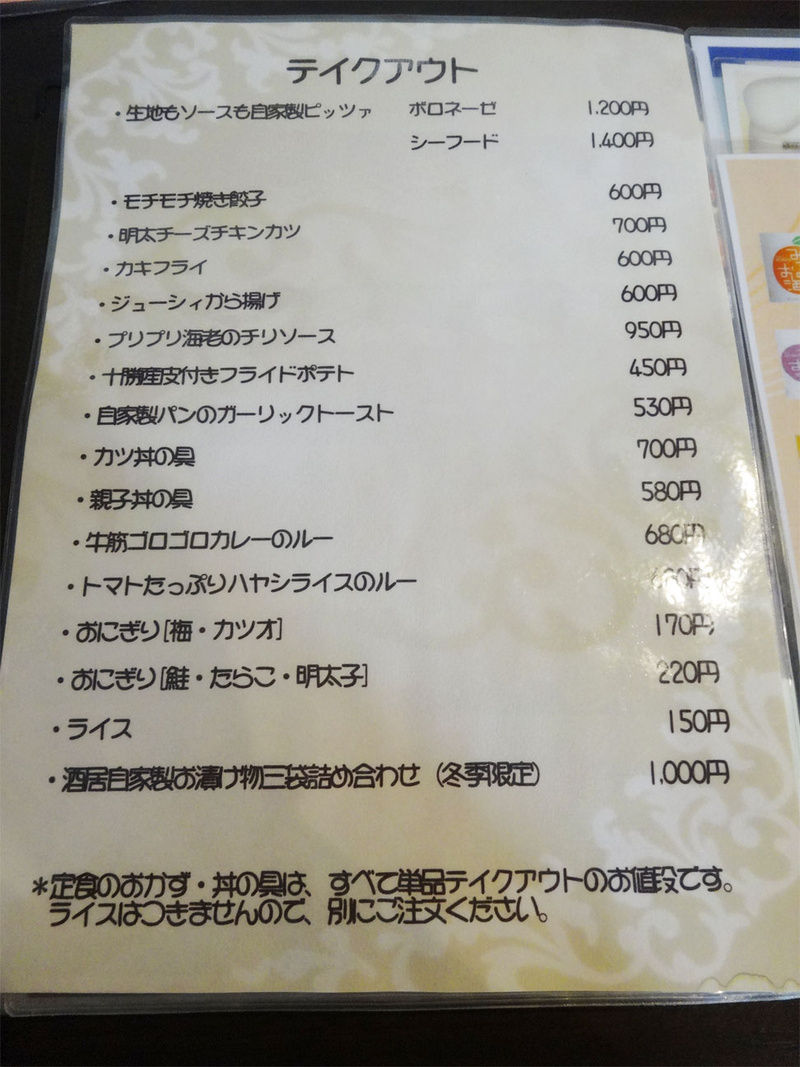 テイクアウト
・生地もソースも自家製ピッツァ ボロネーゼ 1.200円
シーフード 1.400円
・モチモチ焼き餃子 600円
・明太チーズチキンカツ 700円
・カキフライ 600円
・ジューシィから揚げ 600円
・プリプリ海老のチリソース 950円
・十勝産皮付きフライドポテト 450円
・自家製パンのガーリックトースト 530円
・カツ丼の具 700円
・親子丼の具 580円
・牛筋ゴロゴロカレーのルー 680円
・トマトたっぷりハヤシライスのルー
・おにぎり[梅・カツオ] 170円
・おにぎり[鮭・たらこ・明太子] 220円
・ライス 150円
・酒居自家製お漬け物三袋詰め合わせ（冬季限定） 1,000円
＊定食のおかず・丼の具は、すべて単品テイクアウトのお値段です。
ライスはつきませんので、別にご注文ください。